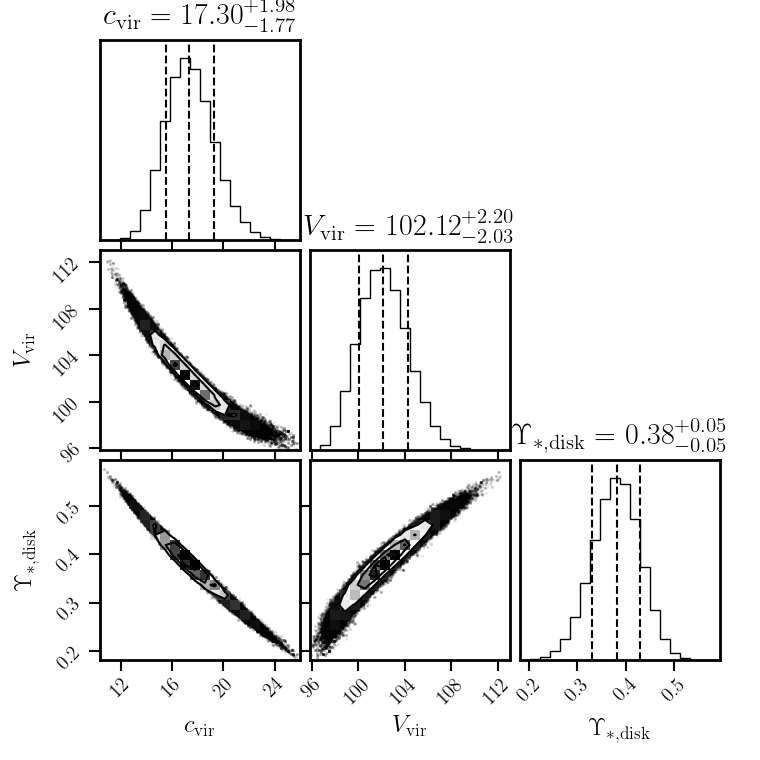 c_vir = 17.30^{+1.98}_{-1.77}
V_vir = 102.12^{+2.20}_{-2.03}
112
108
104
100
96
V_vir
Υ_{*,disk} = 0.38^{+0.05}_{-0.05}
0.5
0.4
0.3
0.2
Υ_{*,disk}
12 16 20 24
96 100 104 108 112
0.2 0.3 0.4 0.5
c_vir
V_vir
Υ_{*,disk}